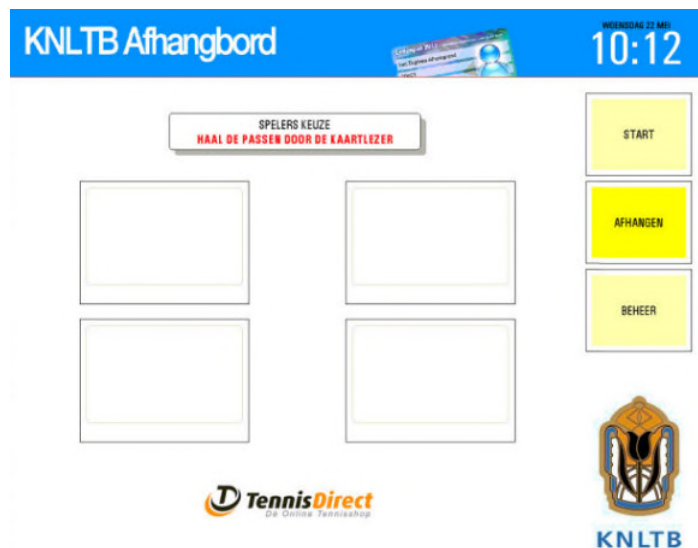 KNLTB Afhangbord
WOENSDAG 22 MEI
10:12
SPELERS KEUZE
HAAL DE PASSEN DOOR DE KAARTLEZER
START
AFHANGEN
BEHEER
TennisDirect
De Online Tennisshop
KNLTB